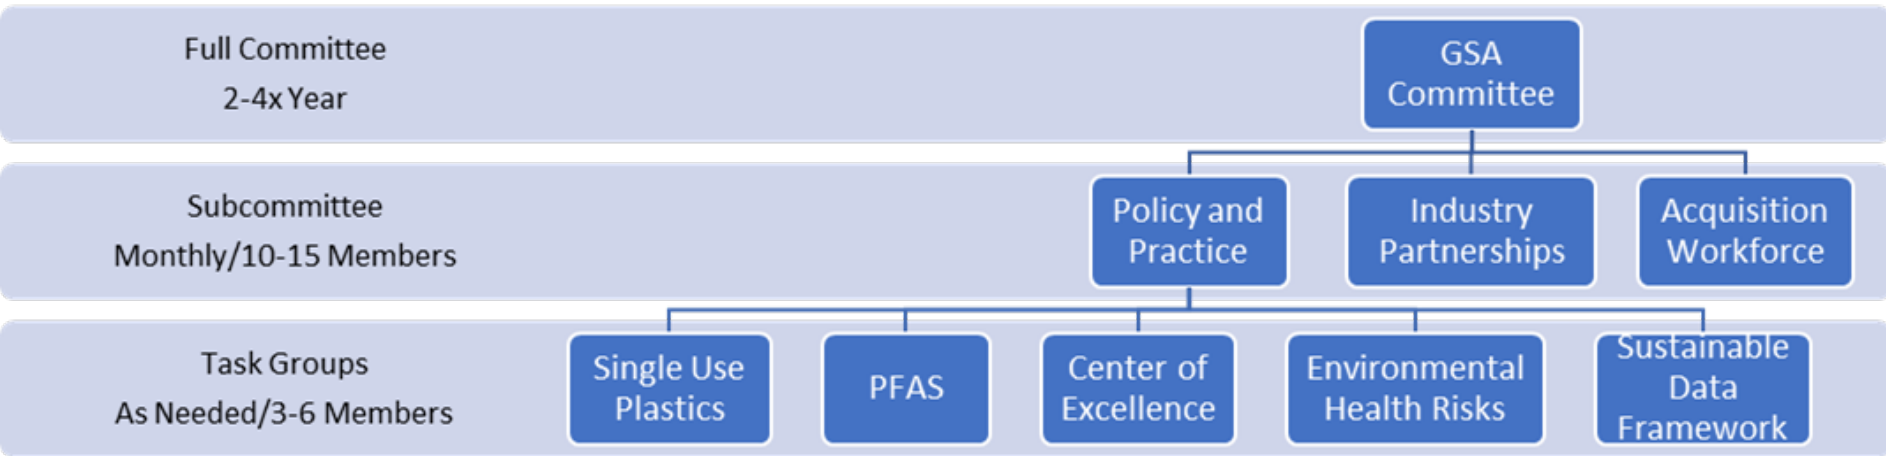 Full Committee
2-4x Year
GSA
Committee
Subcommittee
Monthly/10-15 Members
Policy and
Practice
Industry
Partnerships
Acquisition
Workforce
Task Groups
As Needed/3-6 Members
Single Use
Plastics
PFAS
Center of
Excellence
Environmental
Health Risks
Sustainable
Data
Framework